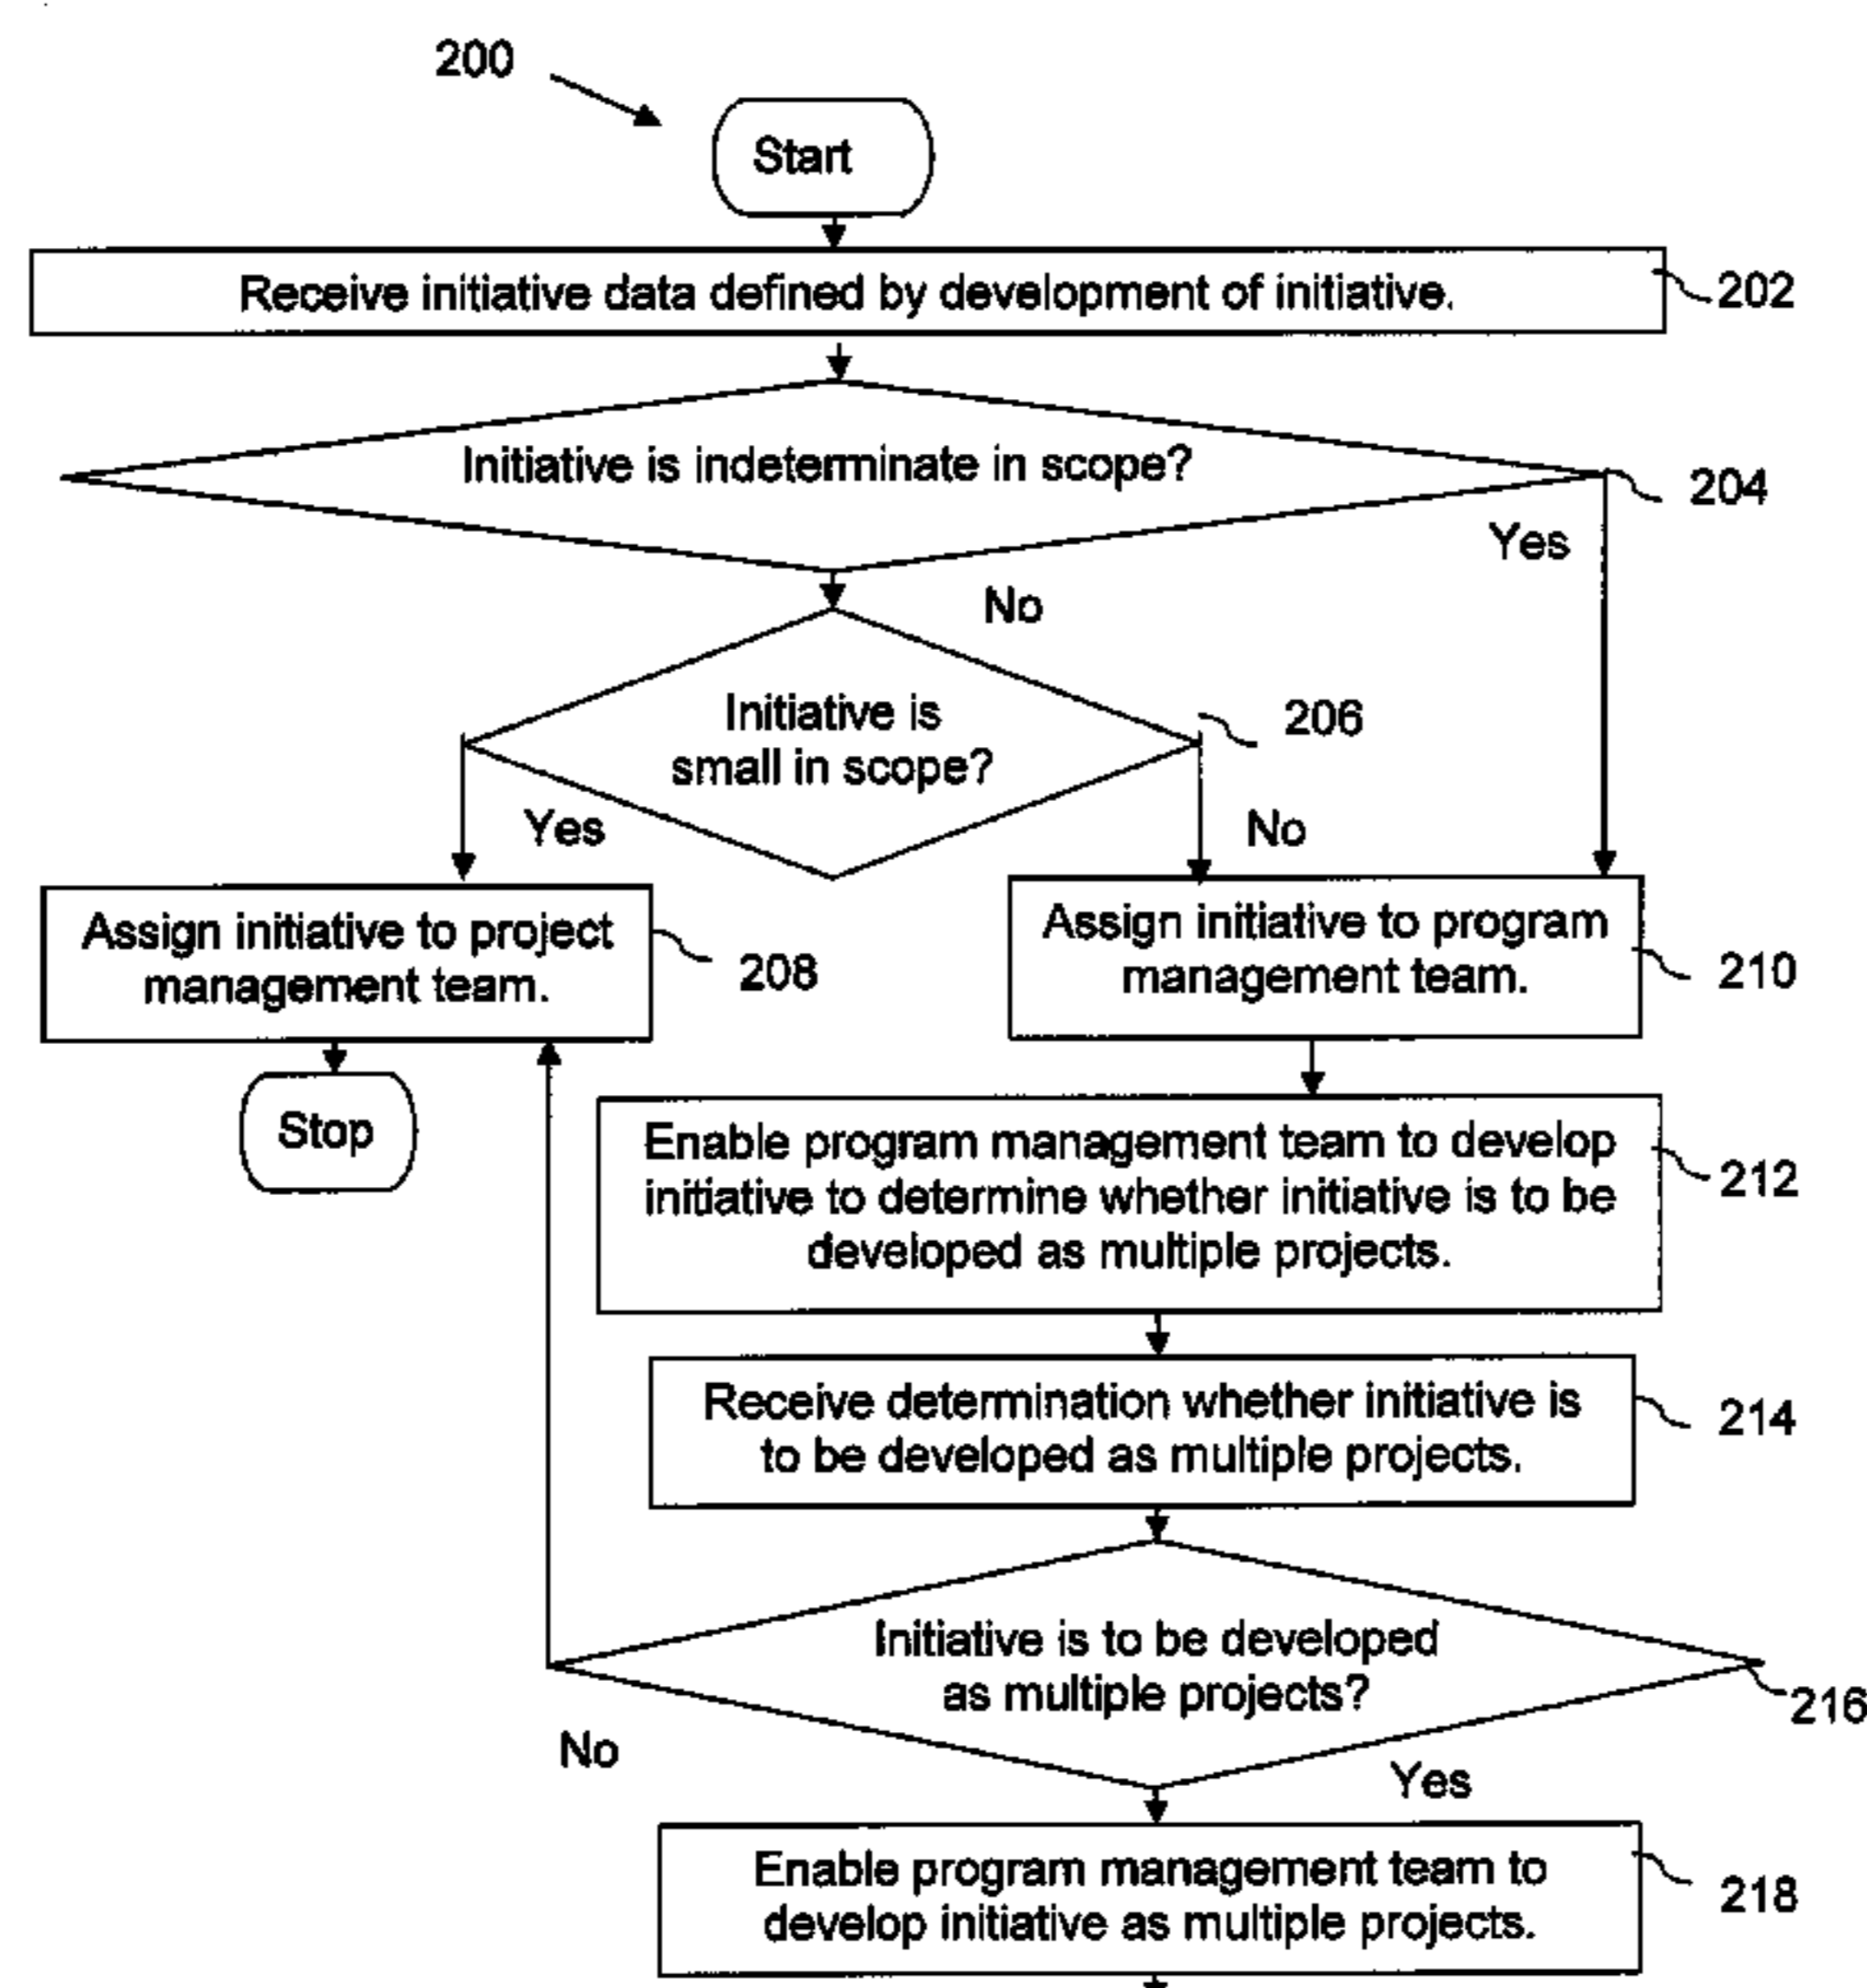 200
Start
Receive initiative data defined by development of initiative.
202
Initiative is indeterminate in scope?
204
Yes
No
Initiative is
small in scope?
206
Yes
No
Assign initiative to project
management team.
208
Assign initiative to program
management team.
210
Stop
Enable program management team to develop
initiative to determine whether initiative is to be
developed as multiple projects.
212
Receive determination whether initiative is
to be developed as multiple projects.
214
Initiative is to be developed
as multiple projects?
216
No
Yes
Enable program management team to
develop initiative as multiple projects.
218